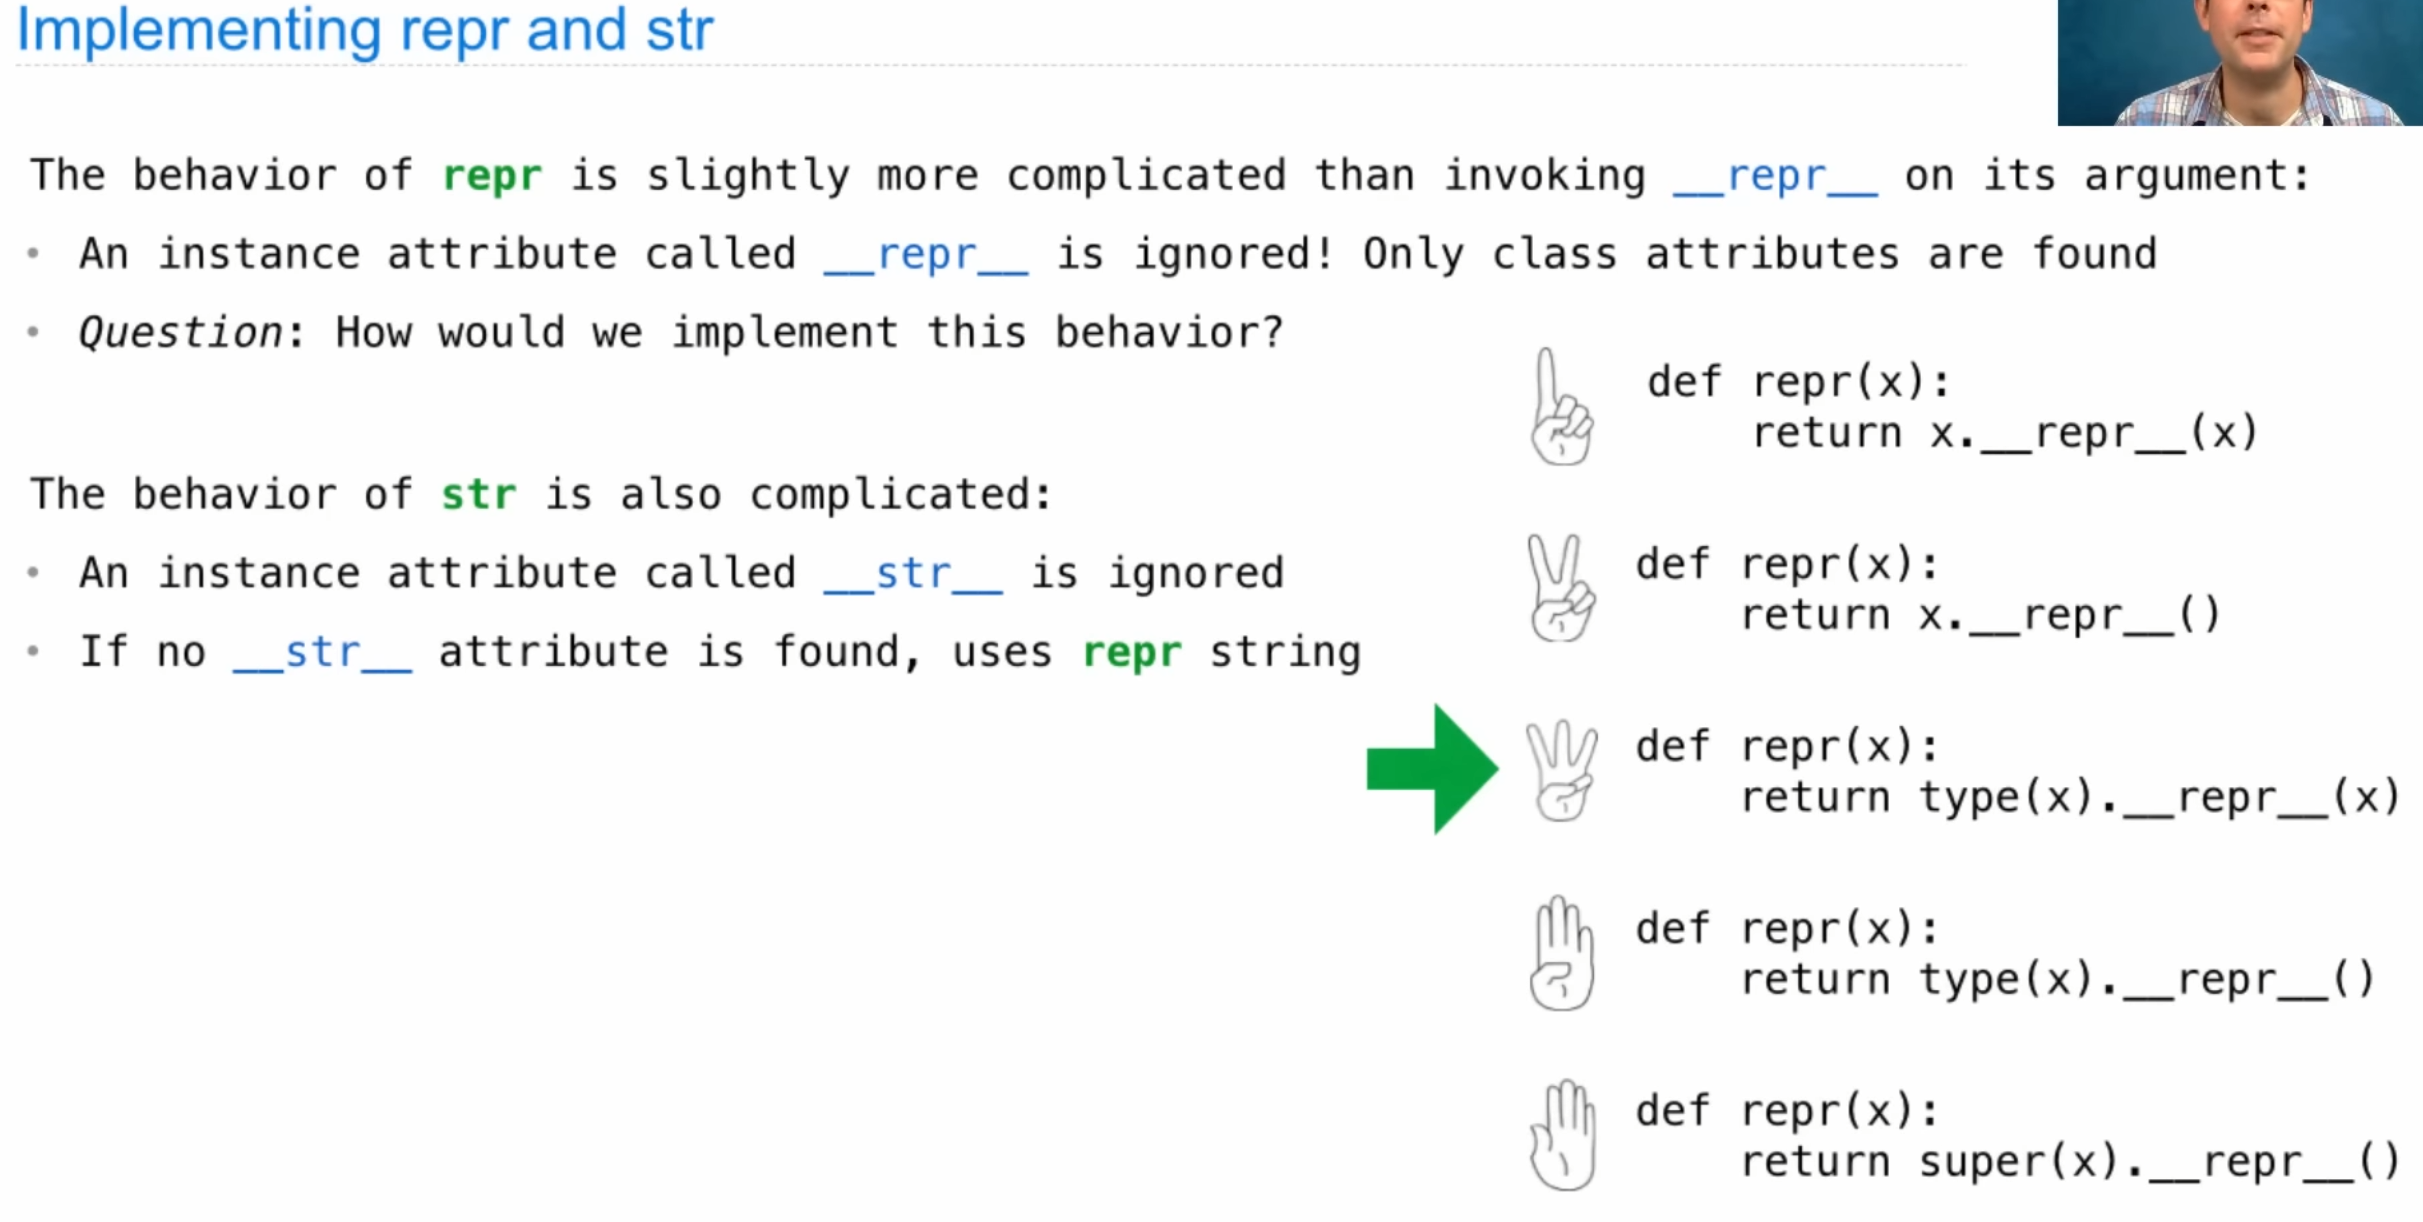 Implementing repr and str
The behavior of repr is slightly more complicated than invoking __repr__ on its argument:
• An instance attribute called __repr__ is ignored! Only class attributes are found
• Question: How would we implement this behavior?
The behavior of str is also complicated:
• An instance attribute called __str__ is ignored
• If no __str__ attribute is found, uses repr string
def repr(x):
    return x.__repr__(x)
def repr(x):
    return x.__repr__()
def repr(x):
    return type(x).__repr__(x)
def repr(x):
    return type(x).__repr__()
def repr(x):
    return super(x).__repr__()